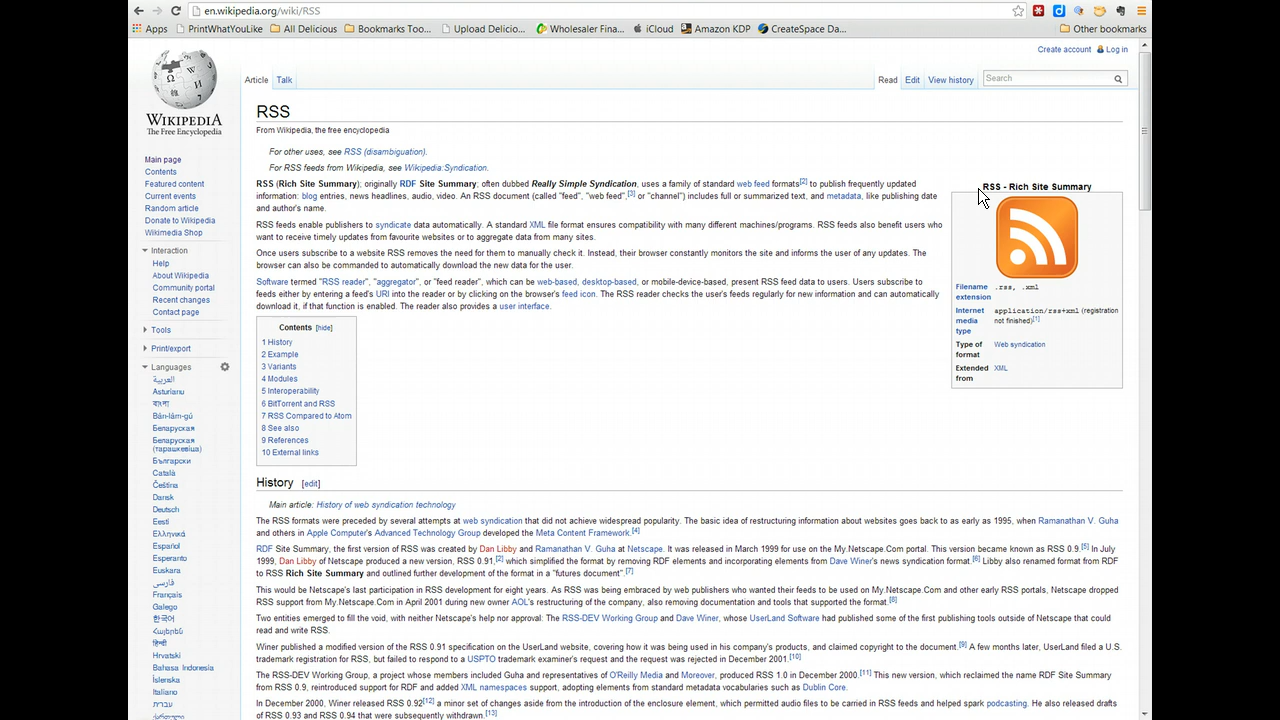 en.wikipedia.org/wiki/RSS
Apps PrintWhatYouLike All Delicious Bookmarks Too... Upload Delicio... Wholesaler Fina... iCloud Amazon KDP CreateSpace Da... Other bookmarks
Create account Log in
Article Talk Read Edit View history Search
WIKIPEDIA
The Free Encyclopedia
Main page
Contents
Featured content
Current events
Random article
Donate to Wikipedia
Wikimedia Shop
Interaction
Help
About Wikipedia
Community portal
Recent changes
Contact page
Tools
Print/export
Languages
العربية
Asturianu
বাংলা
Bân-lâm-gú
Беларуская
Беларуская
(тарашкевіца)
Български
Català
Čeština
Dansk
Deutsch
Eesti
Ελληνικά
Español
Esperanto
Euskara
فارسی
Français
Galego
한국어
Հայերեն
हिन्दी
Hrvatski
Bahasa Indonesia
Íslenska
Italiano
עברית
ქართული
RSS
From Wikipedia, the free encyclopedia
For other uses, see RSS (disambiguation).
For RSS feeds from Wikipedia, see Wikipedia:Syndication.
RSS (Rich Site Summary); originally RDF Site Summary; often dubbed Really Simple Syndication, uses a family of standard web feed formats[2] to publish frequently updated
information: blog entries, news headlines, audio, video. An RSS document (called "feed", "web feed",[3] or "channel") includes full or summarized text, and metadata, like publishing date
and author's name.
RSS feeds enable publishers to syndicate data automatically. A standard XML file format ensures compatibility with many different machines/programs. RSS feeds also benefit users who
want to receive timely updates from favourite websites or to aggregate data from many sites.
Once users subscribe to a website RSS removes the need for them to manually check it. Instead, their browser constantly monitors the site and informs the user of any updates. The
browser can also be commanded to automatically download the new data for the user.
Software termed "RSS reader", "aggregator", or "feed reader", which can be web-based, desktop-based, or mobile-device-based, present RSS feed data to users. Users subscribe to
feeds either by entering a feed's URI into the reader or by clicking on the browser's feed icon. The RSS reader checks the user's feeds regularly for new information and can automatically
download it, if that function is enabled. The reader also provides a user interface.
RSS - Rich Site Summary
Filename .rss, .xml
extension
Internet application/rss+xml (registration
media not finished)[1]
type
Type of Web syndication
format
Extended XML
from
Contents [hide]
1 History
2 Example
3 Variants
4 Modules
5 Interoperability
6 BitTorrent and RSS
7 RSS Compared to Atom
8 See also
9 References
10 External links
History [edit]
Main article: History of web syndication technology
The RSS formats were preceded by several attempts at web syndication that did not achieve widespread popularity. The basic idea of restructuring information about websites goes back to as early as 1995, when Ramanathan V. Guha
and others in Apple Computer's Advanced Technology Group developed the Meta Content Framework.[4]
RDF Site Summary, the first version of RSS was created by Dan Libby and Ramanathan V. Guha at Netscape. It was released in March 1999 for use on the My.Netscape.Com portal. This version became known as RSS 0.9.[5] In July
1999, Dan Libby of Netscape produced a new version, RSS 0.91,[2] which simplified the format by removing RDF elements and incorporating elements from Dave Winer's news syndication format.[6] Libby also renamed format from RDF
to RSS Rich Site Summary and outlined further development of the format in a "futures document".[7]
This would be Netscape's last participation in RSS development for eight years. As RSS was being embraced by web publishers who wanted their feeds to be used on My.Netscape.Com and other early RSS portals, Netscape dropped
RSS support from My.Netscape.Com in April 2001 during new owner AOL's restructuring of the company, also removing documentation and tools that supported the format.[8]
Two entities emerged to fill the void, with neither Netscape's help nor approval: The RSS-DEV Working Group and Dave Winer, whose UserLand Software had published some of the first publishing tools outside of Netscape that could
read and write RSS.
Winer published a modified version of the RSS 0.91 specification on the UserLand website, covering how it was being used in his company's products, and claimed copyright to the document.[9] A few months later, UserLand filed a U.S.
trademark registration for RSS, but failed to respond to a USPTO trademark examiner's request and the request was rejected in December 2001.[10]
The RSS-DEV Working Group, a project whose members included Guha and representatives of O'Reilly Media and Moreover, produced RSS 1.0 in December 2000.[11] This new version, which reclaimed the name RDF Site Summary
from RSS 0.9, reintroduced support for RDF and added XML namespaces support, adopting elements from standard metadata vocabularies such as Dublin Core.
In December 2000, Winer released RSS 0.92[12] a minor set of changes aside from the introduction of the enclosure element, which permitted audio files to be carried in RSS feeds and helped spark podcasting. He also released drafts
of RSS 0.93 and RSS 0.94 that were subsequently withdrawn.[13]